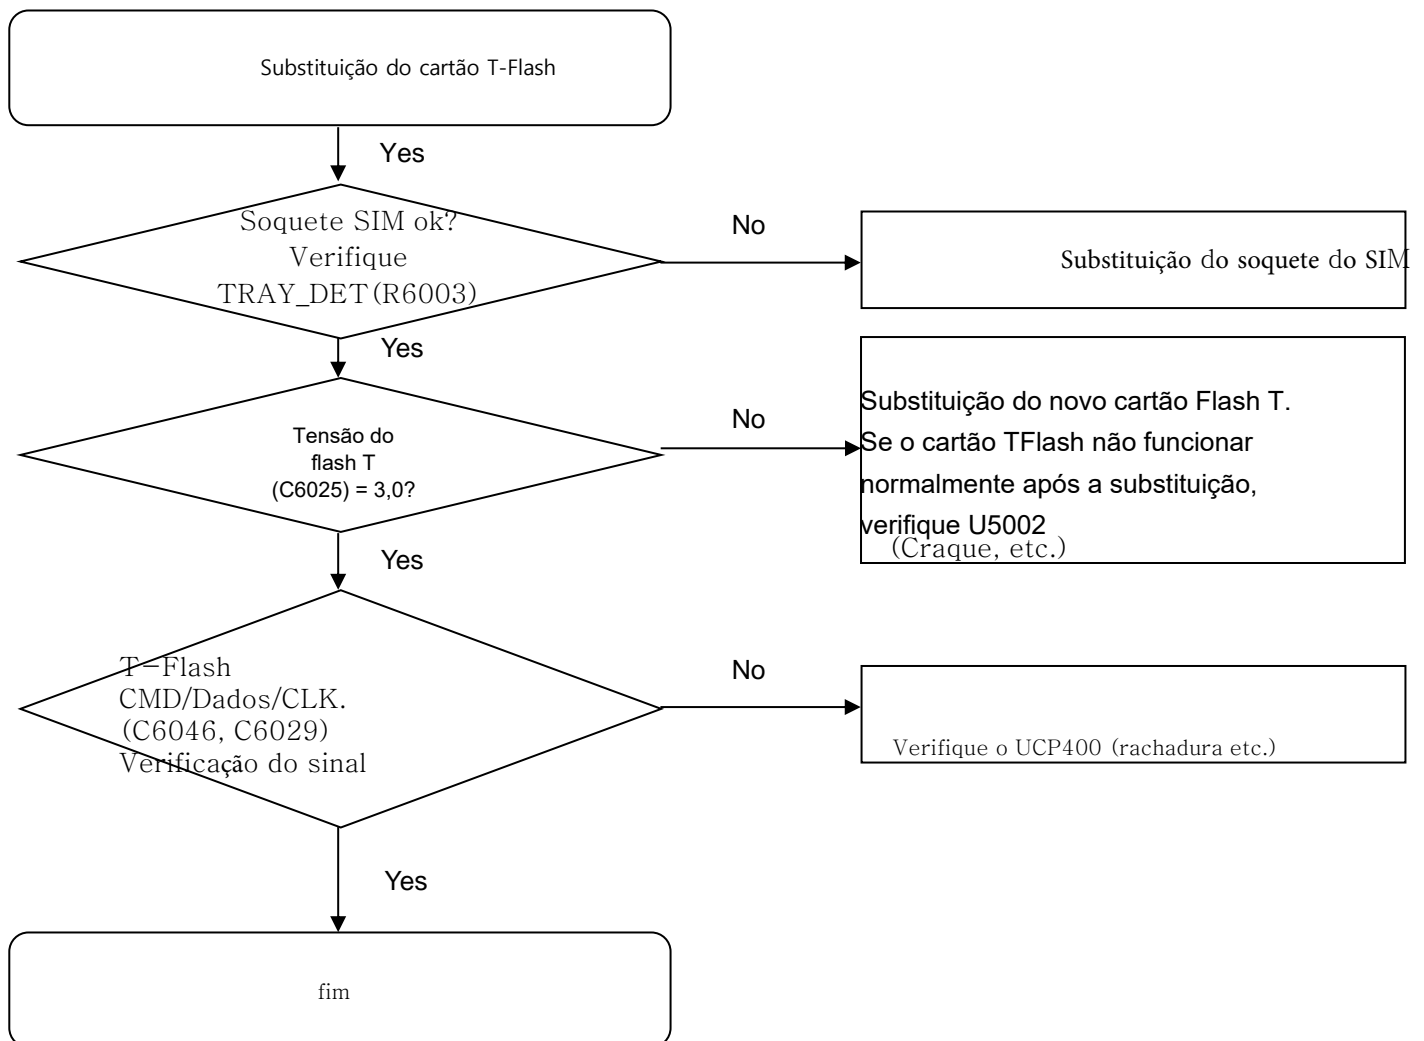 Substituição do cartão T-Flash
Yes
Soquete SIM ok?
Verifique
TRAY_DET(R6003)
No
Substituição do soquete do SIM
Yes
Tensão do
flash T
(C6025) = 3,0?
No
Substituição do novo cartão Flash T.
Se o cartão TFlash não funcionar
normalmente após a substituição,
verifique U5002
(Craque, etc.)
Yes
T-Flash
CMD/Dados/CLK.
(C6046, C6029)
Verificação do sinal
No
Verifique o UCP400 (rachadura etc.)
Yes
fim